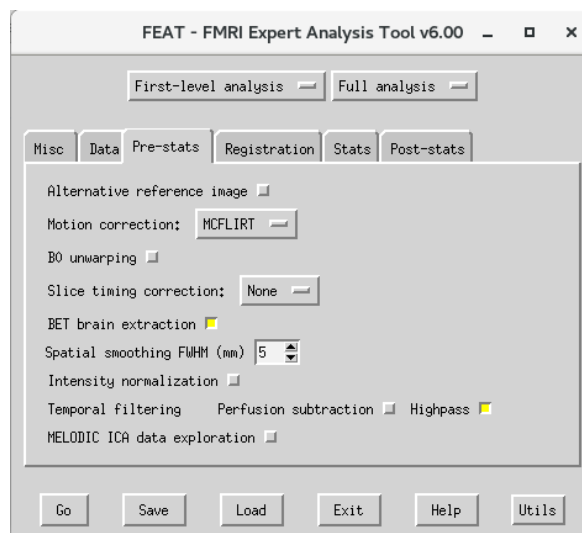 FEAT - FMRI Expert Analysis Tool v6.00
First-level analysis Full analysis
Misc Data Pre-stats Registration Stats Post-stats
Alternative reference image
Motion correction: MCFLIRT
B0 unwarping
Slice timing correction: None
BET brain extraction
Spatial smoothing FWHM (mm) 5
Intensity normalization
Temporal filtering Perfusion subtraction Highpass
MELODIC ICA data exploration
Go Save Load Exit Help Utils